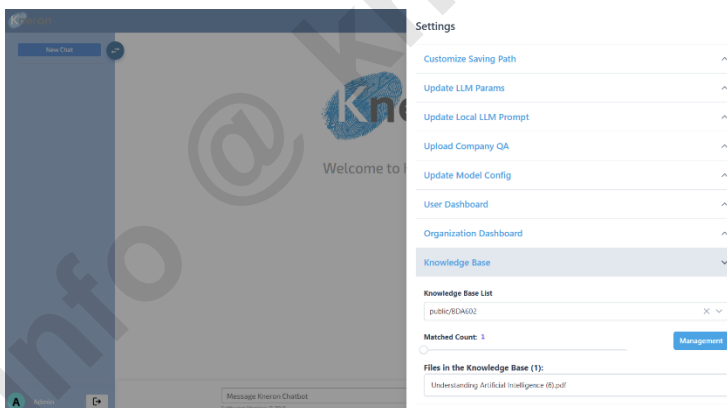 Kneron
New Chat
Kne
Welcome to
A Admin
Message Kneron Chatbot
Settings
Customize Saving Path
Update LLM Params
Update Local LLM Prompt
Upload Company QA
Update Model Config
User Dashboard
Organization Dashboard
Knowledge Base
Knowledge Base List
public/BDA602
Matched Count: 1
Management
Files in the Knowledge Base (1):
Understanding Artificial Intelligence (6).pdf